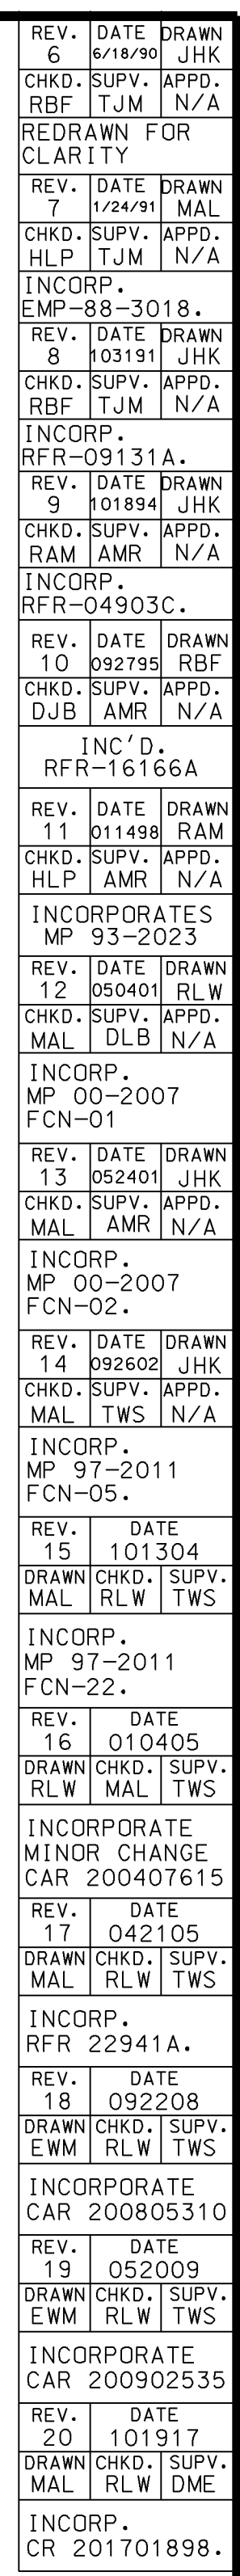 REV. DATE DRAWN
6 6/18/90 JHK
CHKD. SUPV. APPD.
RBF TJM N/A
REDRAWN FOR
CLARITY
REV. DATE DRAWN
7 1/24/91 MAL
CHKD. SUPV. APPD.
HLP TJM N/A
INCORP.
EMP-88-3018.
REV. DATE DRAWN
8 103191 JHK
CHKD. SUPV. APPD.
RBF TJM N/A
INCORP.
RFR-09131A.
REV. DATE DRAWN
9 101894 JHK
CHKD. SUPV. APPD.
RAM AMR N/A
INCORP.
RFR-04903C.
REV. DATE DRAWN
10 092795 RBF
CHKD. SUPV. APPD.
DJB AMR N/A
INC'D.
RFR-16166A
REV. DATE DRAWN
11 011498 RAM
CHKD. SUPV. APPD.
HLP AMR N/A
INCORPORATES
MP 93-2023
REV. DATE DRAWN
12 050401 RLW
CHKD. SUPV. APPD.
MAL DLB N/A
INCORP.
MP 00-2007
FCN-01
REV. DATE DRAWN
13 052401 JHK
CHKD. SUPV. APPD.
MAL AMR N/A
INCORP.
MP 00-2007
FCN-02.
REV. DATE DRAWN
14 092602 JHK
CHKD. SUPV. APPD.
MAL TWS N/A
INCORP.
MP 97-2011
FCN-05.
REV. DATE
15 101304
DRAWN CHKD. SUPV.
MAL RLW TWS
INCORP.
MP 97-2011
FCN-22.
REV. DATE
16 010405
DRAWN CHKD. SUPV.
RLW MAL TWS
INCORPORATE
MINOR CHANGE
CAR 200407615
REV. DATE
17 042105
DRAWN CHKD. SUPV.
MAL RLW TWS
INCORP.
RFR 22941A.
REV. DATE
18 092208
DRAWN CHKD. SUPV.
EWM RLW TWS
INCORPORATE
CAR 200805310
REV. DATE
19 052009
DRAWN CHKD. SUPV.
EWM RLW TWS
INCORPORATE
CAR 200902535
REV. DATE
20 101917
DRAWN CHKD. SUPV.
MAL RLW DME
INCORP.
CR 201701898.